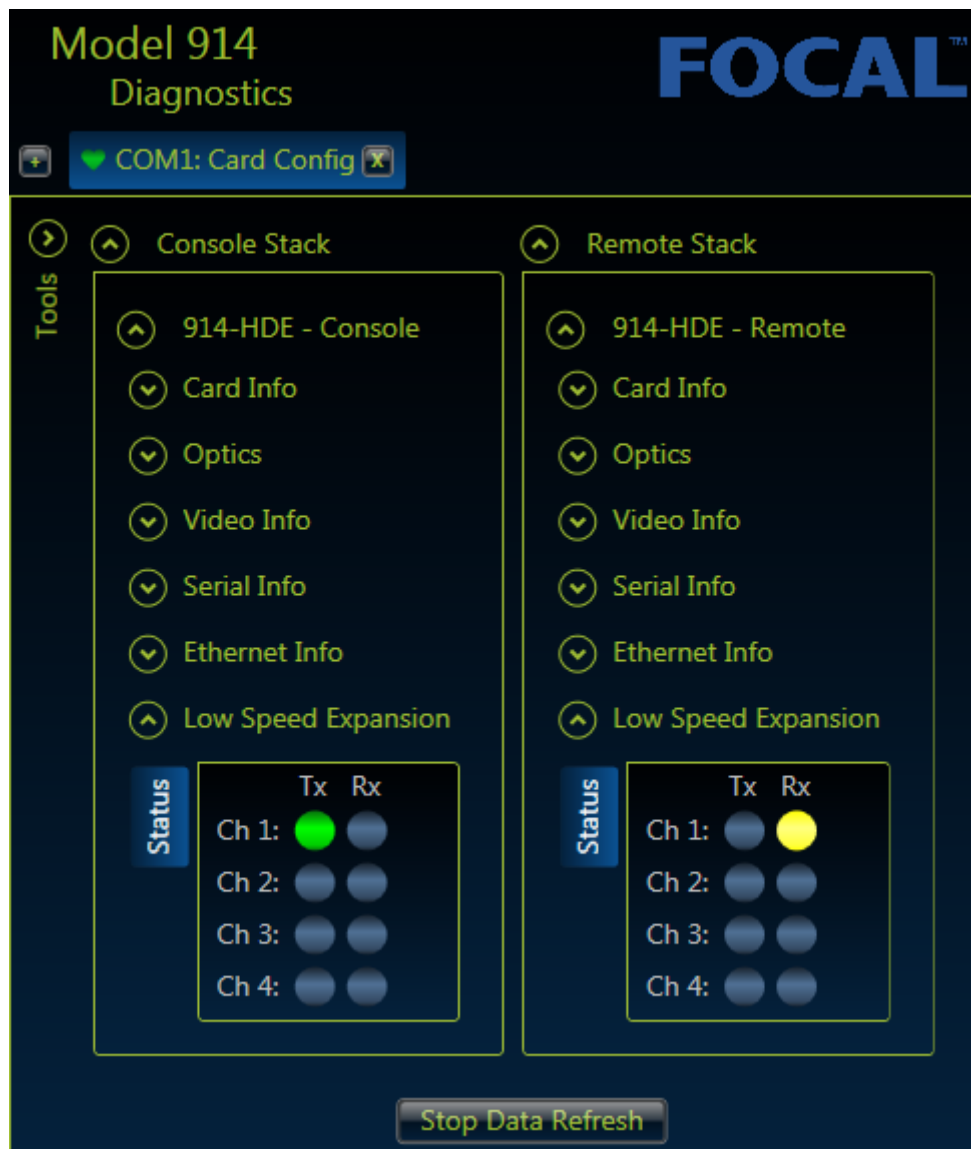 Model 914
Diagnostics
FOCAL™
COM1: Card Config
Tools
Console Stack
914-HDE - Console
Card Info
Optics
Video Info
Serial Info
Ethernet Info
Low Speed Expansion
Status
Tx Rx
Ch 1:
Ch 2:
Ch 3:
Ch 4:
Remote Stack
914-HDE - Remote
Card Info
Optics
Video Info
Serial Info
Ethernet Info
Low Speed Expansion
Status
Tx Rx
Ch 1:
Ch 2:
Ch 3:
Ch 4:
Stop Data Refresh